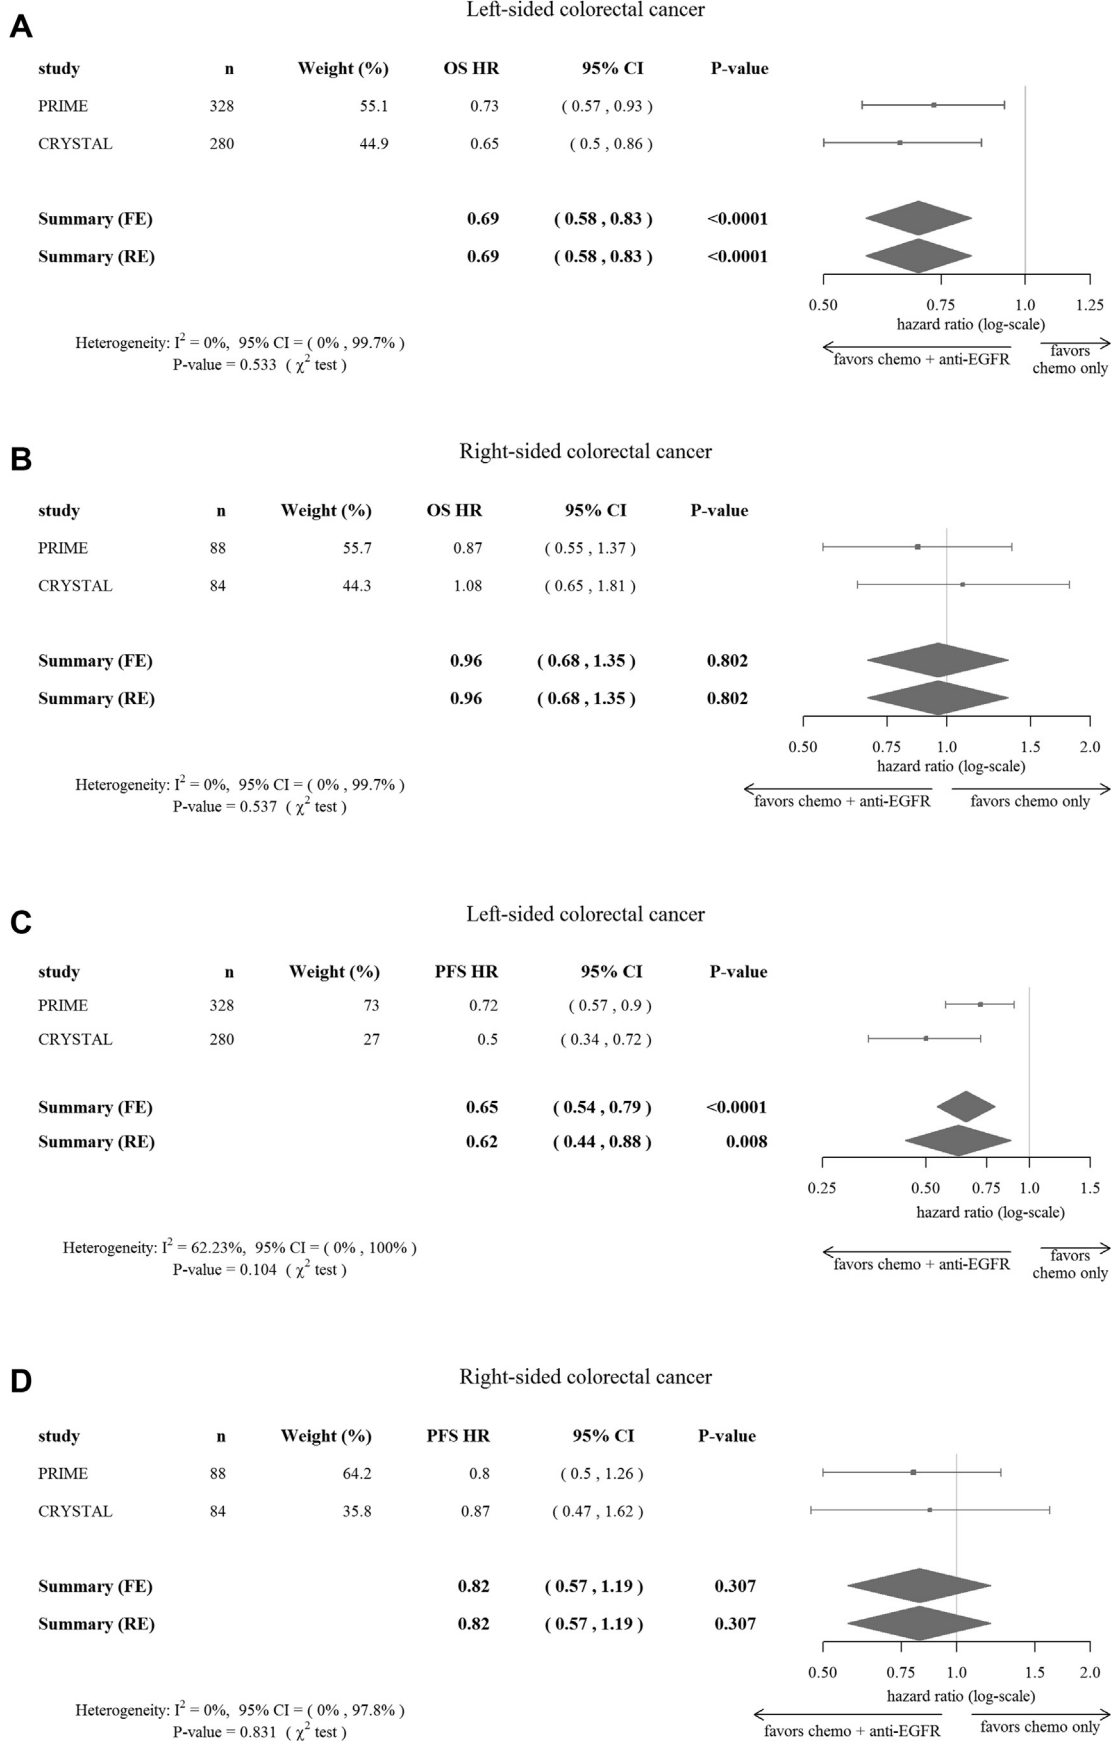 A
Left-sided colorectal cancer
study n Weight (%) OS HR 95% CI P-value
PRIME 328 55.1 0.73 ( 0.57 , 0.93 )
CRYSTAL 280 44.9 0.65 ( 0.5 , 0.86 )
Summary (FE) 0.69 ( 0.58 , 0.83 ) <0.0001
Summary (RE) 0.69 ( 0.58 , 0.83 ) <0.0001
0.50 0.75 1.0 1.25
hazard ratio (log-scale)
Heterogeneity: I² = 0%, 95% CI = ( 0% , 99.7% )
P-value = 0.533 ( χ² test )
favors chemo + anti-EGFR
favors
chemo only
B
Right-sided colorectal cancer
study n Weight (%) OS HR 95% CI P-value
PRIME 88 55.7 0.87 ( 0.55 , 1.37 )
CRYSTAL 84 44.3 1.08 ( 0.65 , 1.81 )
Summary (FE) 0.96 ( 0.68 , 1.35 ) 0.802
Summary (RE) 0.96 ( 0.68 , 1.35 ) 0.802
0.50 0.75 1.0 1.5 2.0
hazard ratio (log-scale)
Heterogeneity: I² = 0%, 95% CI = ( 0% , 99.7% )
P-value = 0.537 ( χ² test )
favors chemo + anti-EGFR
favors chemo only
C
Left-sided colorectal cancer
study n Weight (%) PFS HR 95% CI P-value
PRIME 328 73 0.72 ( 0.57 , 0.9 )
CRYSTAL 280 27 0.5 ( 0.34 , 0.72 )
Summary (FE) 0.65 ( 0.54 , 0.79 ) <0.0001
Summary (RE) 0.62 ( 0.44 , 0.88 ) 0.008
0.25 0.50 0.75 1.0 1.5
hazard ratio (log-scale)
Heterogeneity: I² = 62.23%, 95% CI = ( 0% , 100% )
P-value = 0.104 ( χ² test )
favors chemo + anti-EGFR
favors
chemo only
D
Right-sided colorectal cancer
study n Weight (%) PFS HR 95% CI P-value
PRIME 88 64.2 0.8 ( 0.5 , 1.26 )
CRYSTAL 84 35.8 0.87 ( 0.47 , 1.62 )
Summary (FE) 0.82 ( 0.57 , 1.19 ) 0.307
Summary (RE) 0.82 ( 0.57 , 1.19 ) 0.307
0.50 0.75 1.0 1.5 2.0
hazard ratio (log-scale)
Heterogeneity: I² = 0%, 95% CI = ( 0% , 97.8% )
P-value = 0.831 ( χ² test )
favors chemo + anti-EGFR
favors chemo only